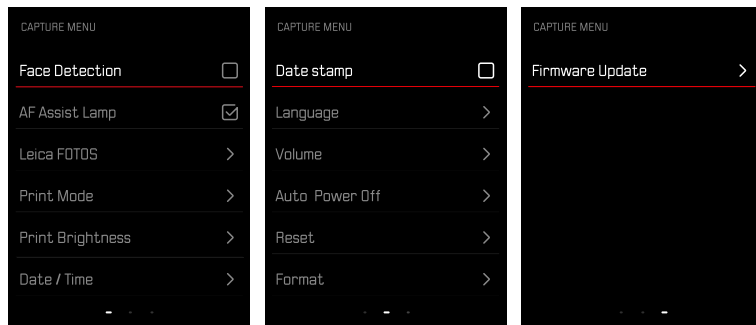 CAPTURE MENU
Face Detection
AF Assist Lamp
Leica FOTOS
Print Mode
Print Brightness
Date / Time
CAPTURE MENU
Date stamp
Language
Volume
Auto Power Off
Reset
Format
CAPTURE MENU
Firmware Update